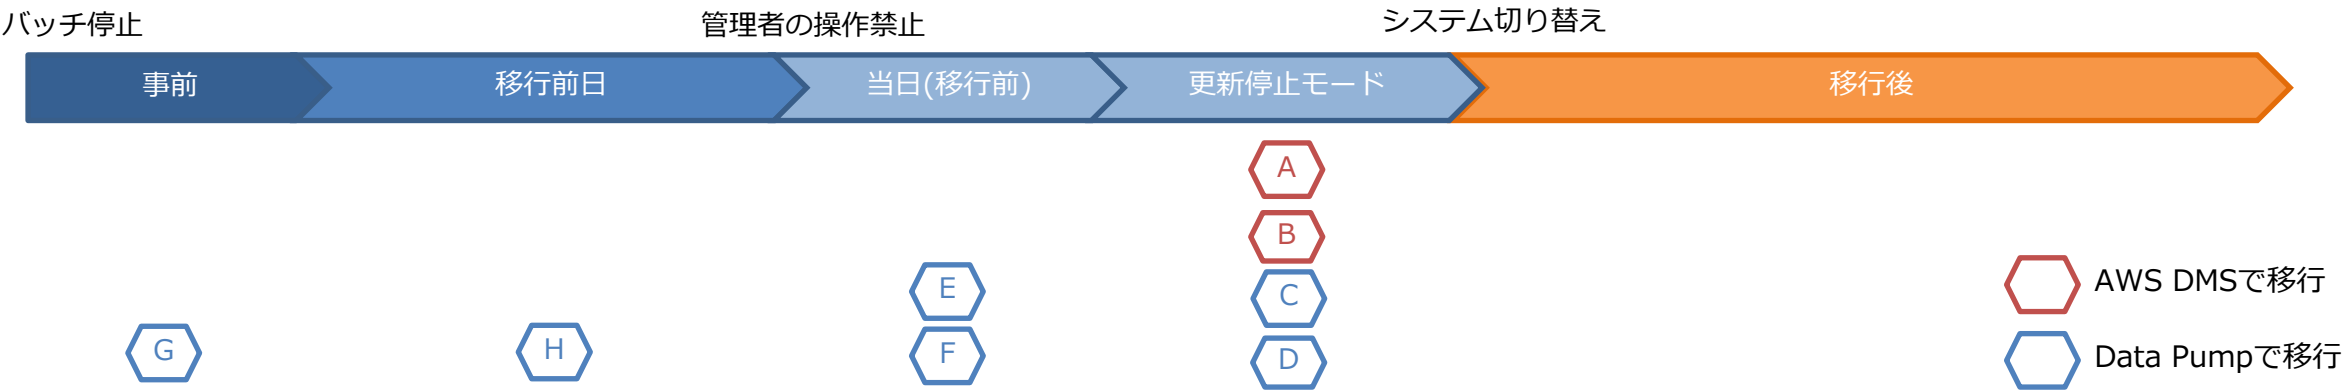 バッチ停止
管理者の操作禁止
システム切り替え
事前
移行前日
当日(移行前)
更新停止モード
移行後
A
B
E
C
AWS DMSで移行
G
H
F
D
Data Pumpで移行